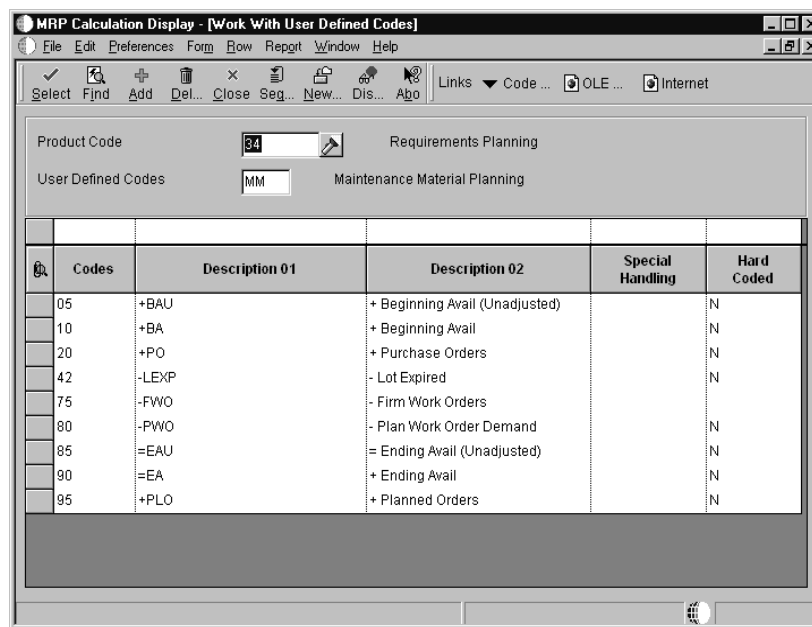 MRP Calculation Display - [Work With User Defined Codes]
File Edit Preferences Form Row Report Window Help
Select Find Add Del... Close Seq... New... Dis... Abo Links Code ... OLE ... Internet
Product Code 34 Requirements Planning
User Defined Codes MM Maintenance Material Planning
Codes Description 01 Description 02 Special Handling Hard Coded
05 +BAU + Beginning Avail (Unadjusted) N
10 +BA + Beginning Avail N
20 +PO + Purchase Orders N
42 -LEXP - Lot Expired N
75 -FWO - Firm Work Orders
80 -PWO - Plan Work Order Demand N
85 =EAU = Ending Avail (Unadjusted) N
90 =EA + Ending Avail N
95 +PLO + Planned Orders N